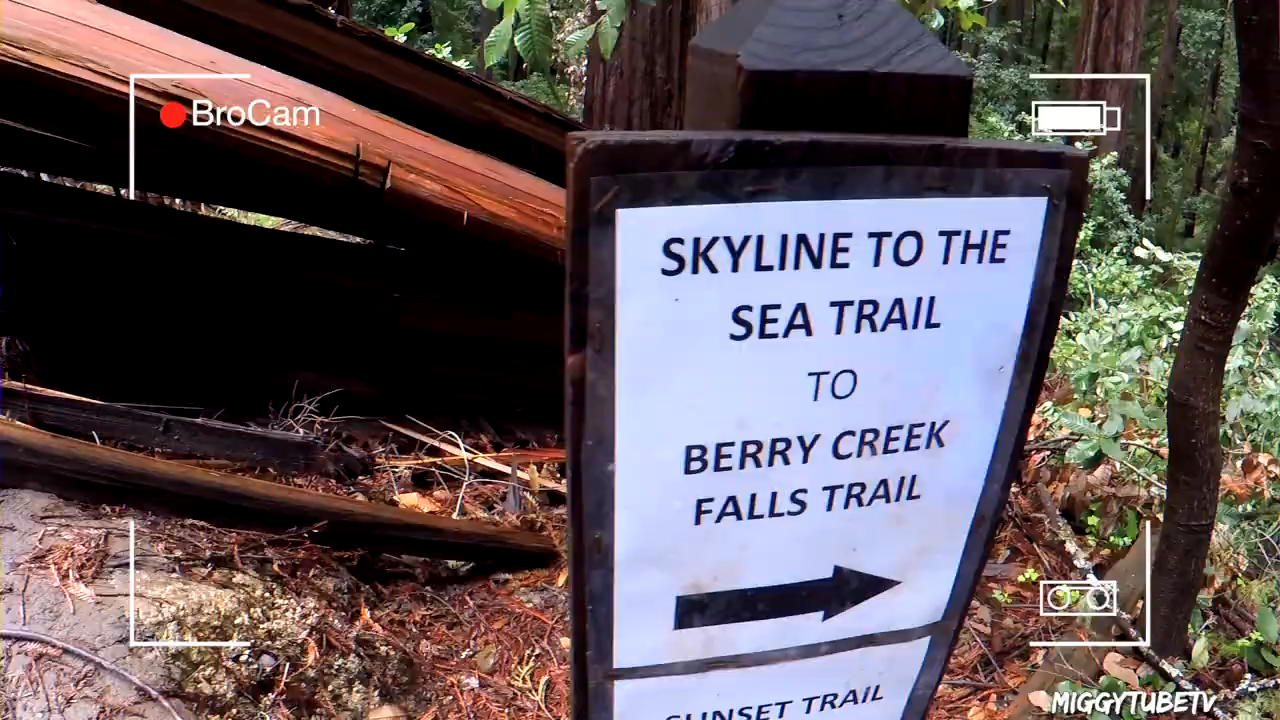 BroCam
SKYLINE TO THE
SEA TRAIL
TO
BERRY CREEK
FALLS TRAIL
SUNSET TRAIL
MIGGYTUBETV